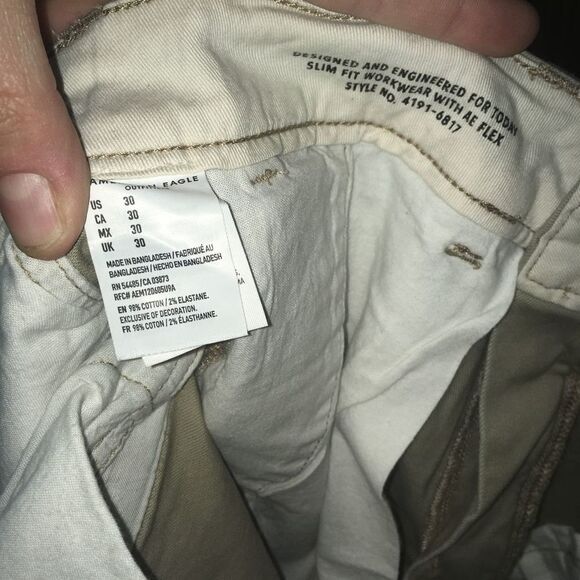 DESIGNED AND ENGINEERED FOR TODAY
SLIM FIT WORKWEAR WITH AE FLEX
STYLE NO. 4191-6817
EAGLE
US 30
CA 30
MX 30
UK 30
MADE IN BANGLADESH / FABRIQUÉ AU
BANGLADESH / HECHO EN BANGLADESH
RN 54485/CA 03873
RFC# AEM120605U9A
EN 98% COTTON / 2% ELASTANE.
EXCLUSIVE OF DECORATION.
FR 98% COTON / 2% ÉLASTHANNE.